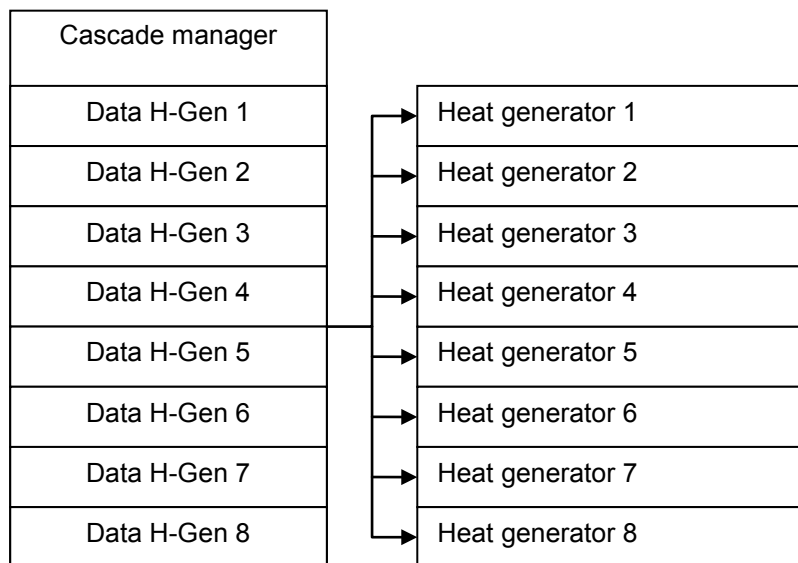 Cascade manager
Data H-Gen 1
Data H-Gen 2
Data H-Gen 3
Data H-Gen 4
Data H-Gen 5
Data H-Gen 6
Data H-Gen 7
Data H-Gen 8
Heat generator 1
Heat generator 2
Heat generator 3
Heat generator 4
Heat generator 5
Heat generator 6
Heat generator 7
Heat generator 8